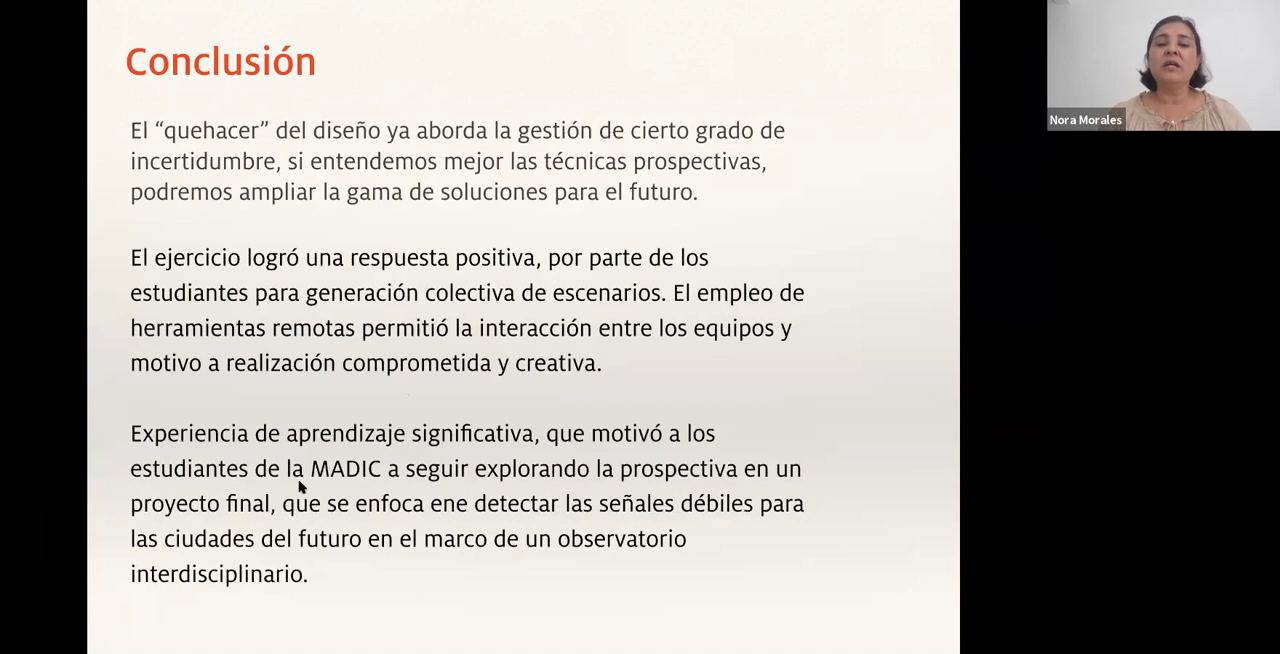 Conclusión
El “quehacer” del diseño ya aborda la gestión de cierto grado de
incertidumbre, si entendemos mejor las técnicas prospectivas,
podremos ampliar la gama de soluciones para el futuro.
El ejercicio logró una respuesta positiva, por parte de los
estudiantes para generación colectiva de escenarios. El empleo de
herramientas remotas permitió la interacción entre los equipos y
motivo a realización comprometida y creativa.
Experiencia de aprendizaje significativa, que motivó a los
estudiantes de la MADIC a seguir explorando la prospectiva en un
proyecto final, que se enfoca ene detectar las señales débiles para
las ciudades del futuro en el marco de un observatorio
interdisciplinario.
Nora Morales